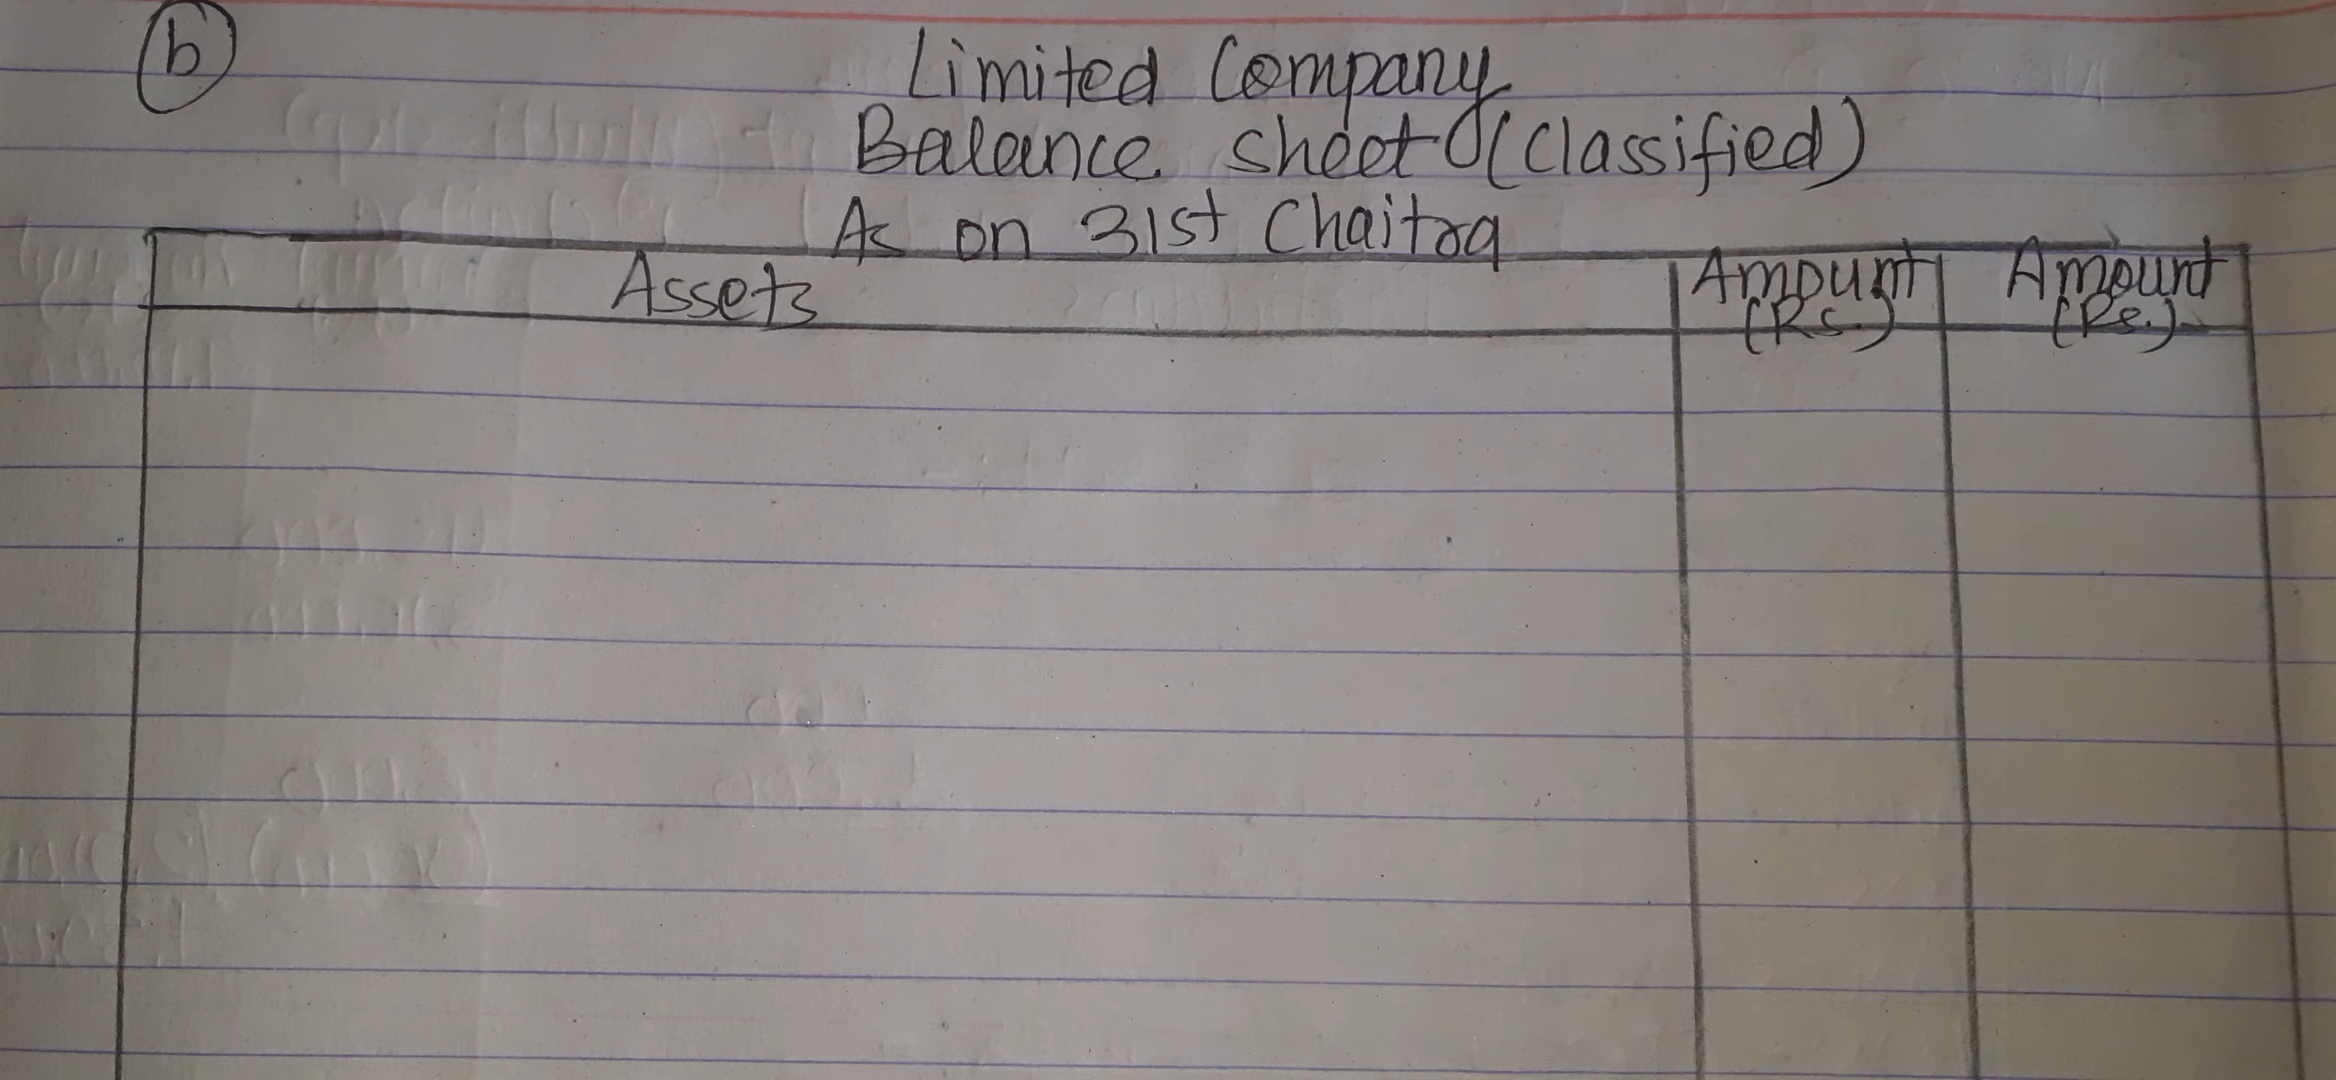 b
Limited Company
Balance sheet (Classified)
As on 31st Chaitra
Assets Amount (Rs.) Amount (Rs.)